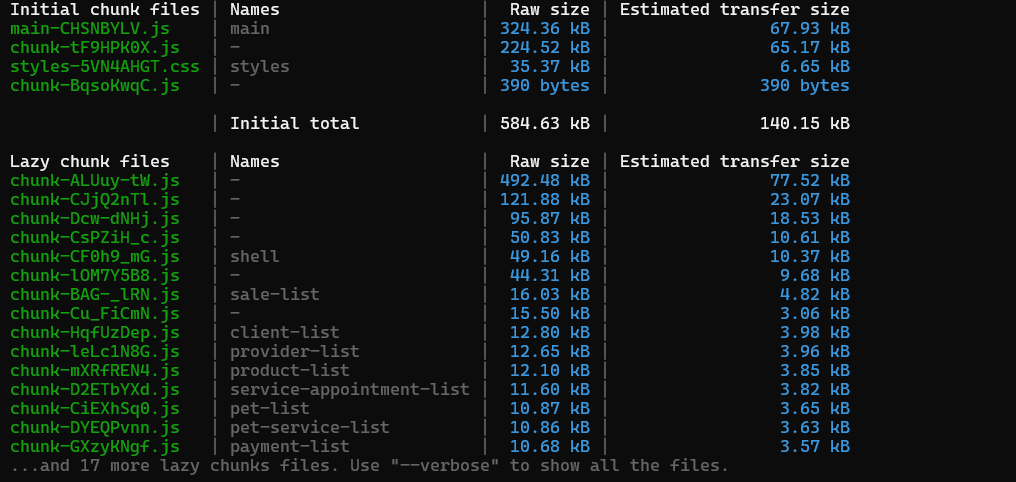 Initial chunk files | Names | Raw size | Estimated transfer size
main-CHSNBYLV.js | main | 324.36 kB | 67.93 kB
chunk-tF9HPK0X.js | - | 224.52 kB | 65.17 kB
styles-5VN4AHGT.css | styles | 35.37 kB | 6.65 kB
chunk-BqsoKwqC.js | - | 390 bytes | 390 bytes
| Initial total | 584.63 kB | 140.15 kB
Lazy chunk files | Names | Raw size | Estimated transfer size
chunk-ALUuy-tW.js | - | 492.48 kB | 77.52 kB
chunk-CJjQ2nTl.js | - | 121.88 kB | 23.07 kB
chunk-Dcw-dNHj.js | - | 95.87 kB | 18.53 kB
chunk-CsPZiH_c.js | - | 50.83 kB | 10.61 kB
chunk-CF0h9_mG.js | shell | 49.16 kB | 10.37 kB
chunk-lOM7Y5B8.js | - | 44.31 kB | 9.68 kB
chunk-BAG-_lRN.js | sale-list | 16.03 kB | 4.82 kB
chunk-Cu_FiCmN.js | - | 15.50 kB | 3.06 kB
chunk-HqfUzDep.js | client-list | 12.80 kB | 3.98 kB
chunk-leLc1N8G.js | provider-list | 12.65 kB | 3.96 kB
chunk-mXRfREN4.js | product-list | 12.10 kB | 3.85 kB
chunk-D2ETbYXd.js | service-appointment-list | 11.60 kB | 3.82 kB
chunk-CiEXhSq0.js | pet-list | 10.87 kB | 3.65 kB
chunk-DYEQPvnn.js | pet-service-list | 10.86 kB | 3.63 kB
chunk-GXzyKNgf.js | payment-list | 10.68 kB | 3.57 kB
...and 17 more lazy chunks files. Use "--verbose" to show all the files.